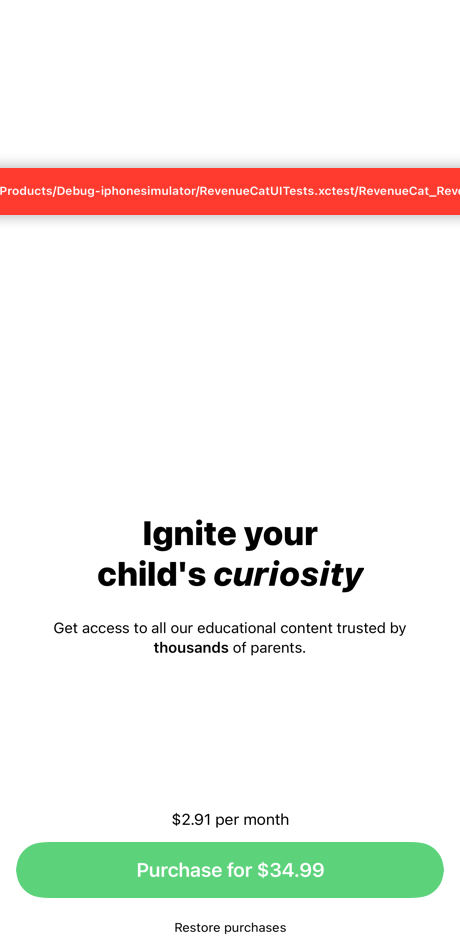 Products/Debug-iphonesimulator/RevenueCatUITests.xctest/RevenueCat_Reve
Ignite your
child's curiosity
Get access to all our educational content trusted by
thousands of parents.
$2.91 per month
Purchase for $34.99
Restore purchases